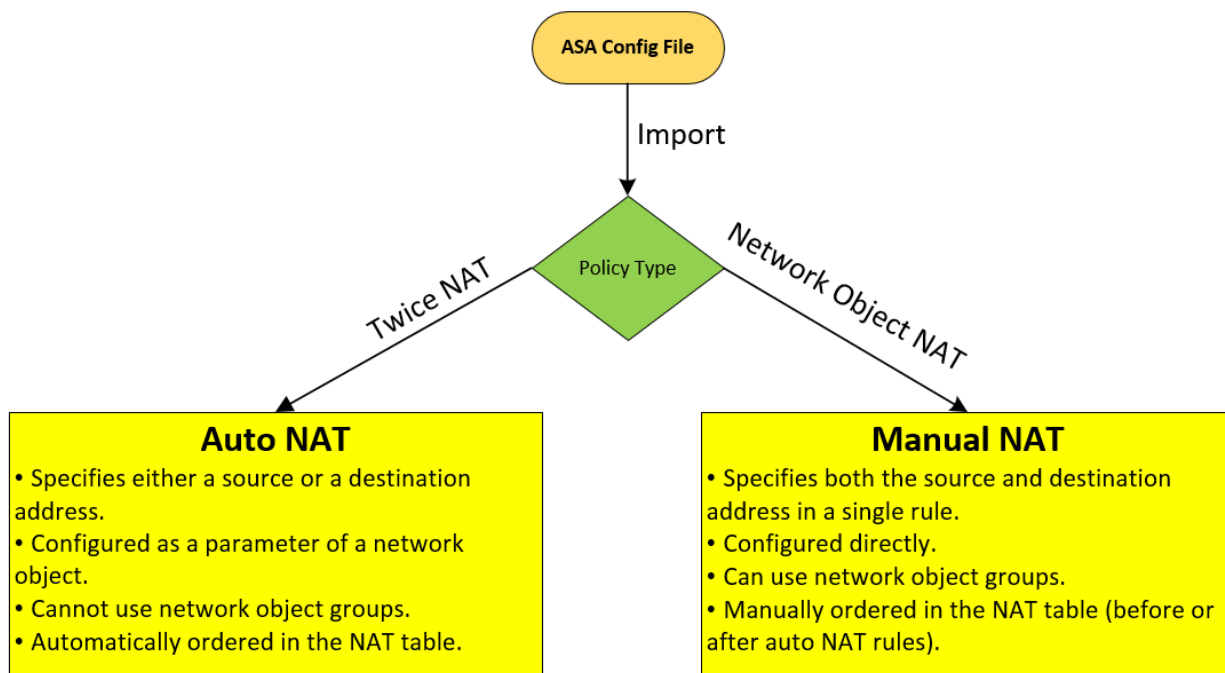 ASA Config File
Import
Policy Type
Twice NAT
Network Object NAT
Auto NAT
• Specifies either a source or a destination
address.
• Configured as a parameter of a network
object.
• Cannot use network object groups.
• Automatically ordered in the NAT table.
Manual NAT
• Specifies both the source and destination
address in a single rule.
• Configured directly.
• Can use network object groups.
• Manually ordered in the NAT table (before or
after auto NAT rules).